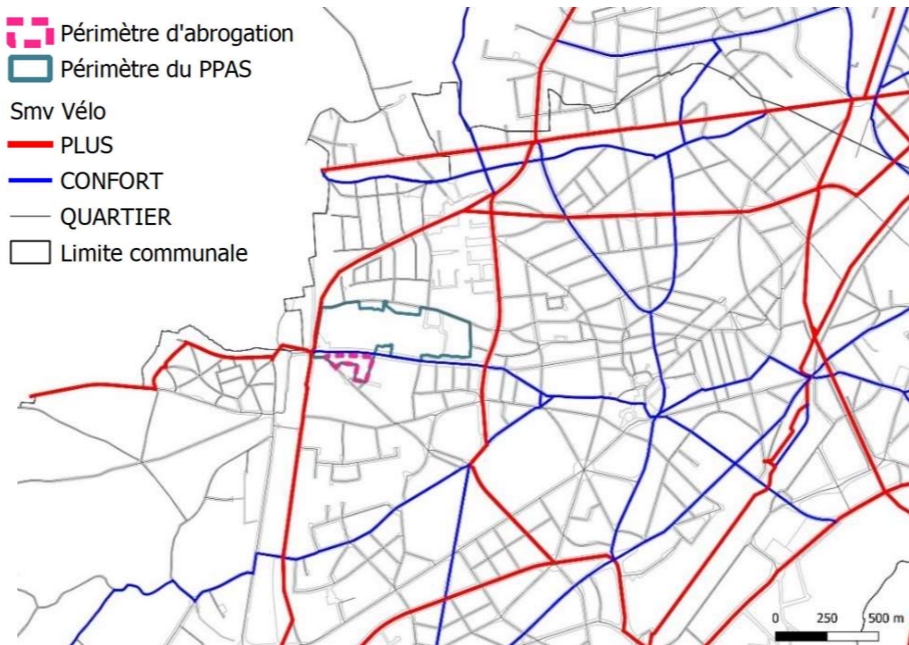 Périmètre d'abrogation
Périmètre du PPAS
Smv Vélo
PLUS
CONFORT
QUARTIER
Limite communale
0 250 500 m